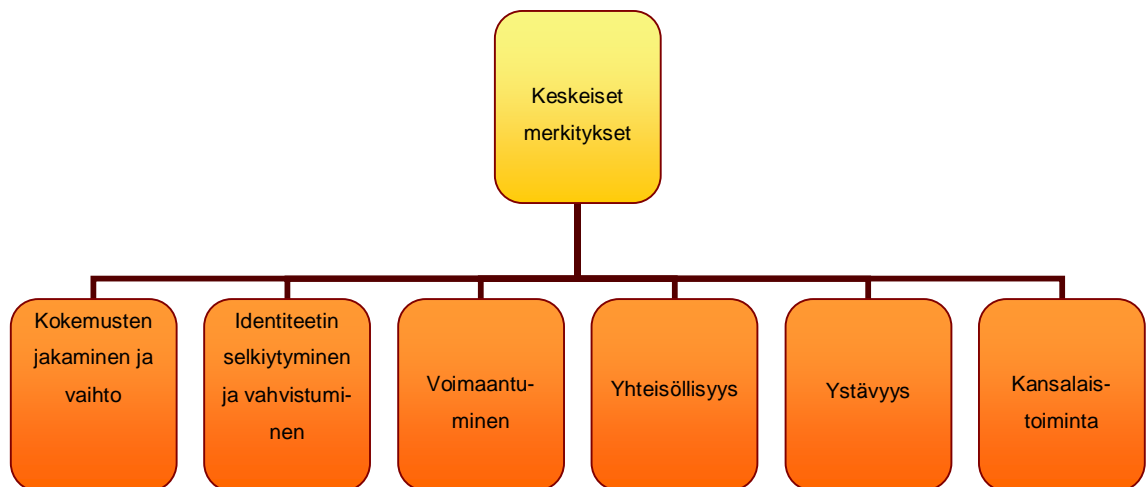 Keskeiset
merkitykset
Kokemusten
jakaminen ja
vaihto
Identiteetin
selkiytyminen
ja vahvistumi-
nen
Voimaantu-
minen
Yhteisöllisyys
Ystävyys
Kansalais-
toiminta